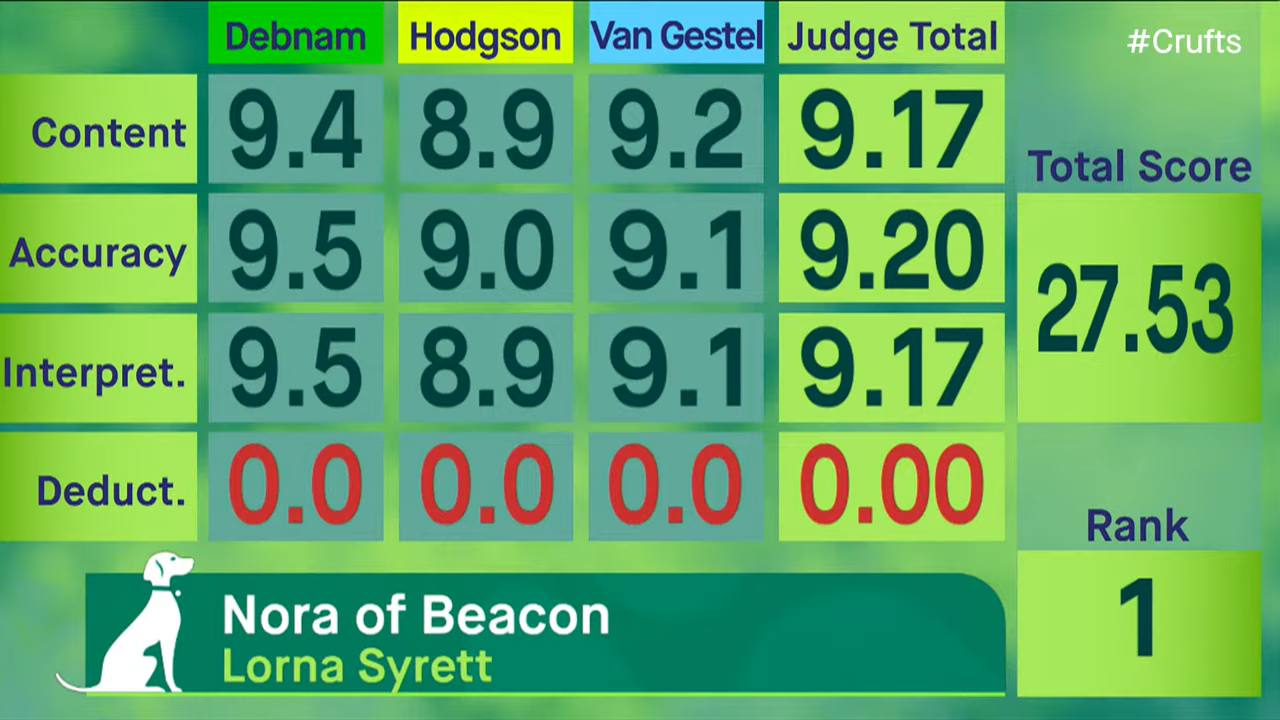 Debnam Hodgson Van Gestel Judge Total #Crufts
Content 9.4 8.9 9.2 9.17
Total Score
Accuracy 9.5 9.0 9.1 9.20
27.53
Interpret. 9.5 8.9 9.1 9.17
Deduct. 0.0 0.0 0.0 0.00
Rank
1
Nora of Beacon
Lorna Syrett